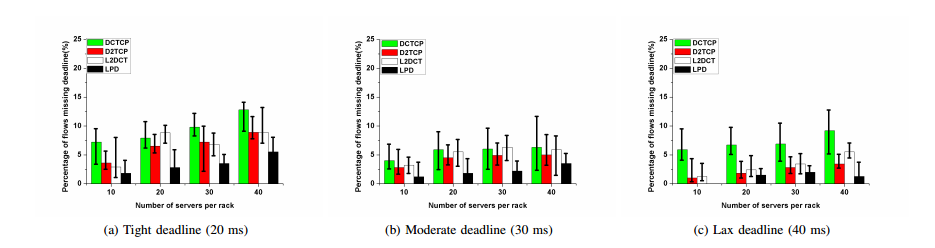 25
20
15
10
5
0
Percentage of flows missing deadline(%)
DCTCP
D2TCP
L2DCT
LPD
10 20 30 40
Number of servers per rack
(a) Tight deadline (20 ms)
25
20
15
10
5
0
Percentage of flows missing deadline(%)
DCTCP
D2TCP
L2DCT
LPD
10 20 30 40
Number of servers per rack
(b) Moderate deadline (30 ms)
25
20
15
10
5
0
Percentage of flows missing deadline(%)
DCTCP
D2TCP
L2DCT
LPD
10 20 30 40
Number of servers per rack
(c) Lax deadline (40 ms)